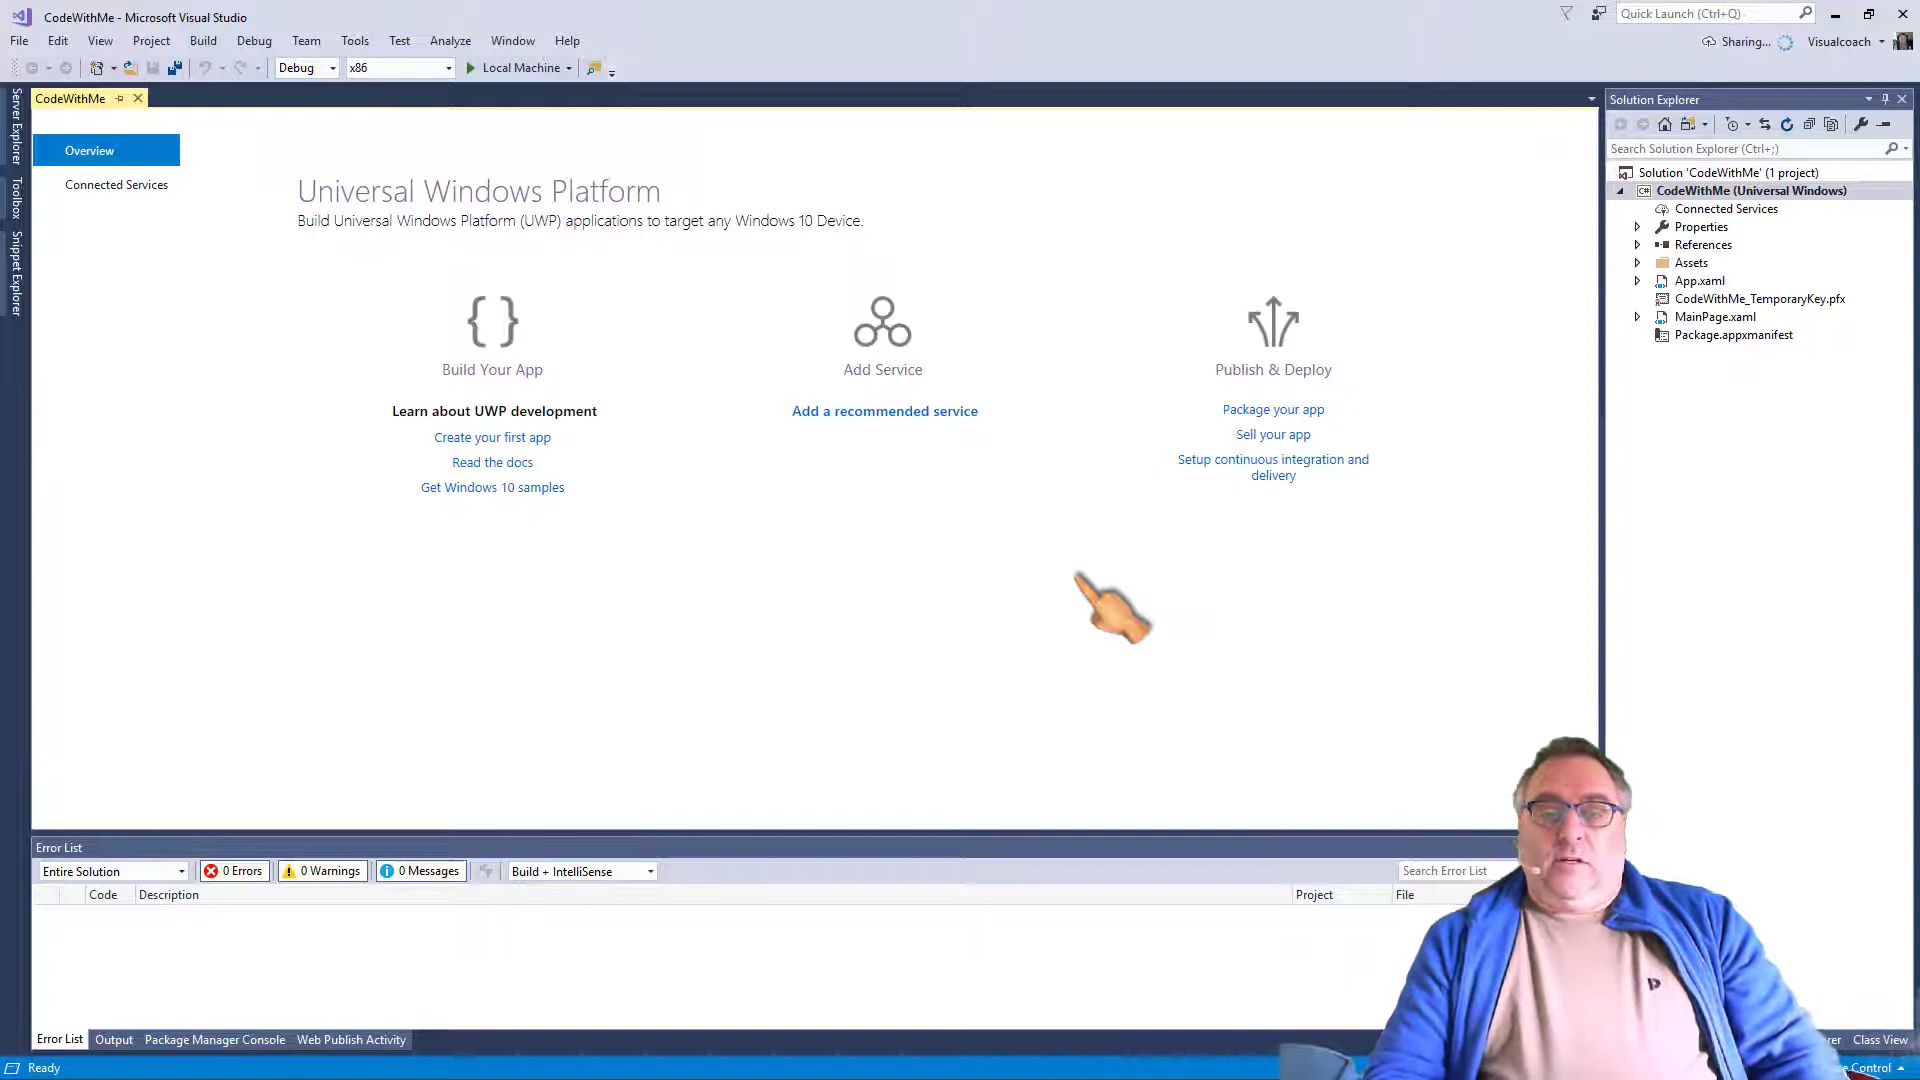 CodeWithMe - Microsoft Visual Studio
Quick Launch (Ctrl+Q)
File Edit View Project Build Debug Team Tools Test Analyze Window Help
Sharing... Visualcoach
Debug x86 Local Machine
Server Explorer
Toolbox
Snippet Explorer
CodeWithMe
Overview
Connected Services
Universal Windows Platform
Build Universal Windows Platform (UWP) applications to target any Windows 10 Device.
Build Your App
Learn about UWP development
Create your first app
Read the docs
Get Windows 10 samples
Add Service
Add a recommended service
Publish & Deploy
Package your app
Sell your app
Setup continuous integration and
delivery
Solution Explorer
Search Solution Explorer (Ctrl+;)
Solution 'CodeWithMe' (1 project)
C# CodeWithMe (Universal Windows)
Connected Services
Properties
References
Assets
App.xaml
CodeWithMe_TemporaryKey.pfx
MainPage.xaml
Package.appxmanifest
Error List
Entire Solution 0 Errors 0 Warnings 0 Messages Build + IntelliSense Search Error List
Code Description Project File
Error List Output Package Manager Console Web Publish Activity
Class View
Ready
Control